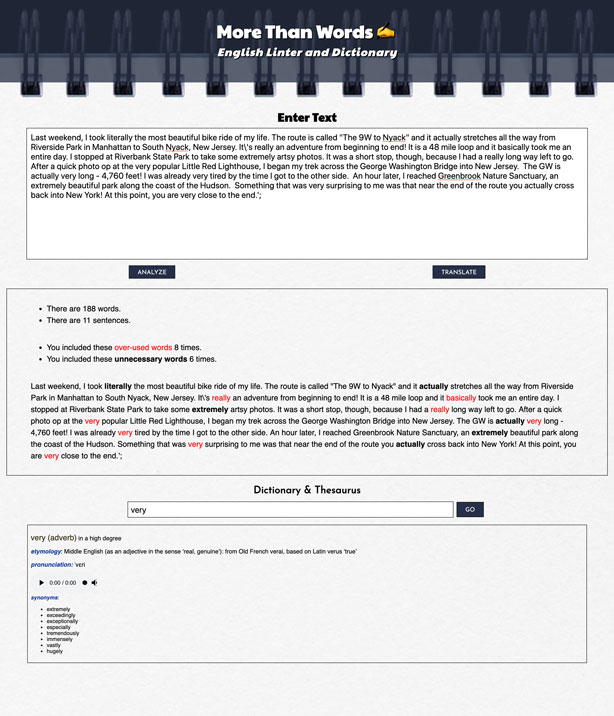 More Than Words ✍️
English Linter and Dictionary
Enter Text
Last weekend, I took literally the most beautiful bike ride of my life. The route is called "The 9W to Nyack" and it actually stretches all the way from
Riverside Park in Manhattan to South Nyack, New Jersey. It\'s really an adventure from beginning to end! It is a 48 mile loop and it basically took me an
entire day. I stopped at Riverbank State Park to take some extremely artsy photos. It was a short stop, though, because I had a really long way left to go.
After a quick photo op at the very popular Little Red Lighthouse, I began my trek across the George Washington Bridge into New Jersey.  The GW is
actually very long - 4,760 feet! I was already very tired by the time I got to the other side.  An hour later, I reached Greenbrook Nature Sanctuary, an
extremely beautiful park along the coast of the Hudson.  Something that was very surprising to me was that near the end of the route you actually cross
back into New York! At this point, you are very close to the end.';
ANALYZE
TRANSLATE
There are 188 words.
There are 11 sentences.
You included these over-used words 8 times.
You included these unnecessary words 6 times.
Last weekend, I took literally the most beautiful bike ride of my life. The route is called "The 9W to Nyack" and it actually stretches all the way from Riverside
Park in Manhattan to South Nyack, New Jersey. It\'s really an adventure from beginning to end! It is a 48 mile loop and it basically took me an entire day. I
stopped at Riverbank State Park to take some extremely artsy photos. It was a short stop, though, because I had a really long way left to go. After a quick
photo op at the very popular Little Red Lighthouse, I began my trek across the George Washington Bridge into New Jersey. The GW is actually very long -
4,760 feet! I was already very tired by the time I got to the other side. An hour later, I reached Greenbrook Nature Sanctuary, an extremely beautiful park along
the coast of the Hudson. Something that was very surprising to me was that near the end of the route you actually cross back into New York! At this point, you
are very close to the end.';
Dictionary & Thesaurus
very
GO
very (adverb) in a high degree
etymology: Middle English (as an adjective in the sense 'real, genuine'): from Old French verai, based on Latin verus 'true'
pronunciation: ˈvɛri
0:00 / 0:00
synonyms:
extremely
exceedingly
exceptionally
especially
tremendously
immensely
vastly
hugely